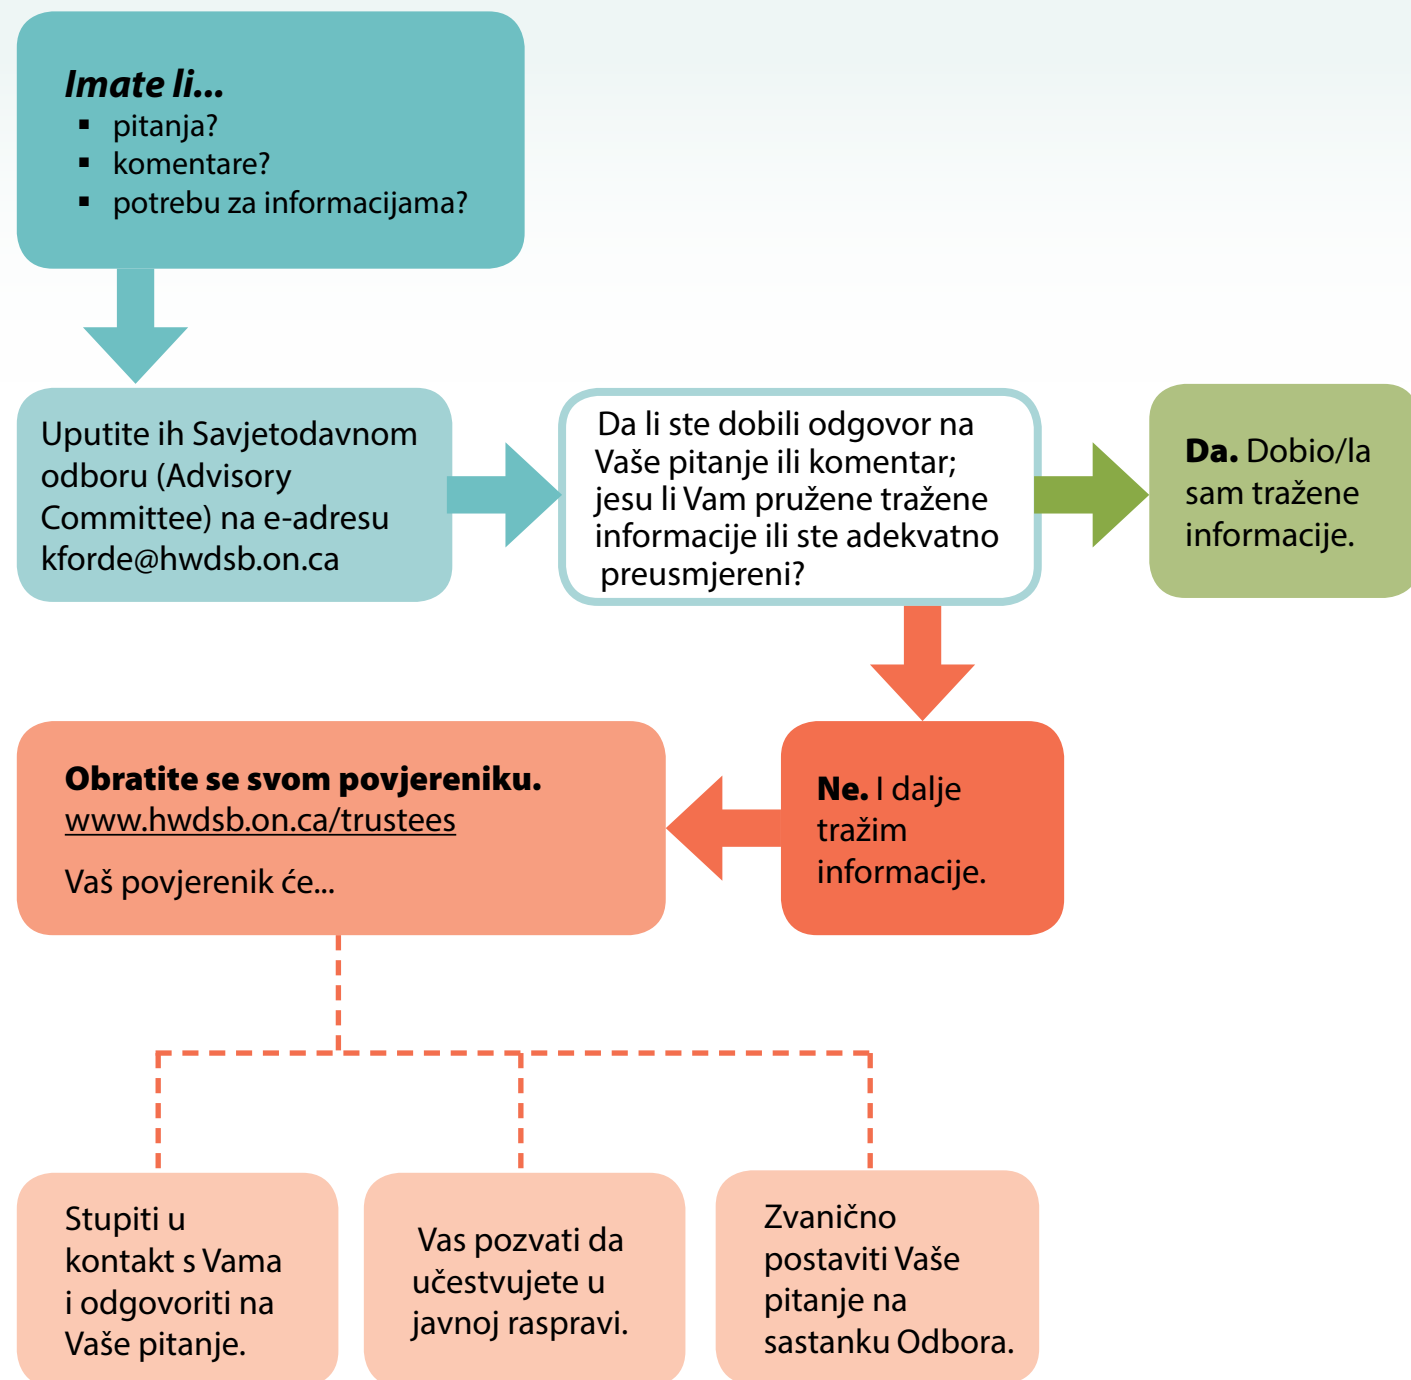 Imate li...
▪ pitanja?
▪ komentare?
▪ potrebu za informacijama?
Uputite ih Savjetodavnom
odboru (Advisory
Committee) na e-adresu
kforde@hwdsb.on.ca
Da li ste dobili odgovor na
Vaše pitanje ili komentar;
jesu li Vam pružene tražene
informacije ili ste adekvatno
preusmjereni?
Da. Dobio/la
sam tražene
informacije.
Ne. I dalje
tražim
informacije.
Obratite se svom povjereniku.
www.hwdsb.on.ca/trustees
Vaš povjerenik će...
Stupiti u
kontakt s Vama
i odgovoriti na
Vaše pitanje.
Vas pozvati da
učestvujete u
javnoj raspravi.
Zvanično
postaviti Vaše
pitanje na
sastanku Odbora.